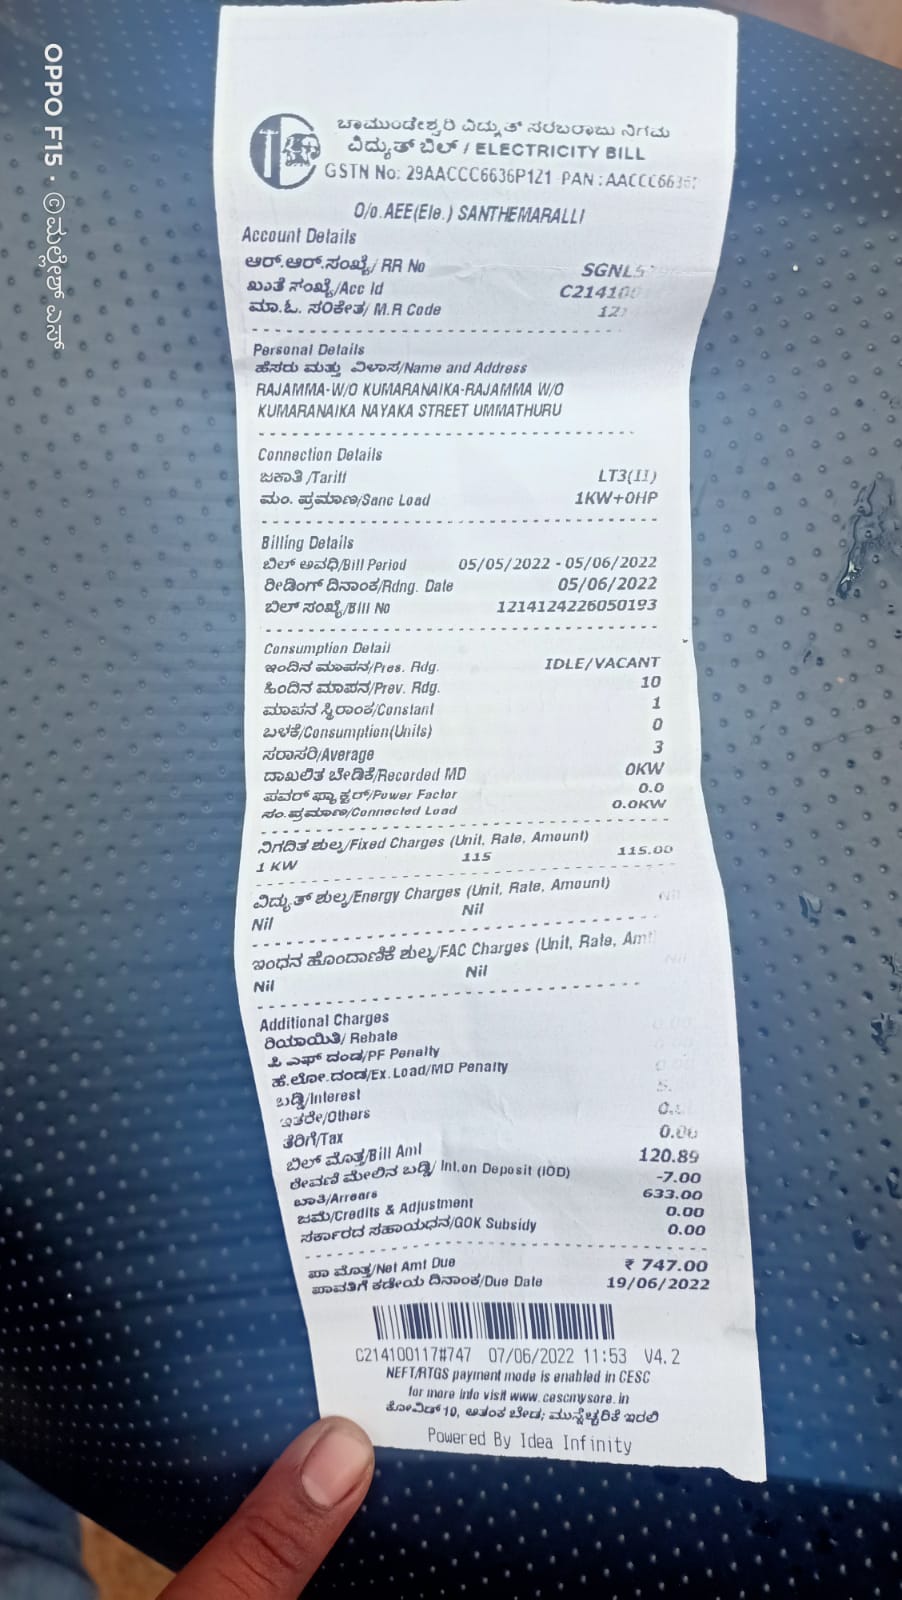 OPPO F15 · ©ಮಲ್ಲೇಶ್ ಎಸ್
ಚಾಮುಂಡೇಶ್ವರಿ ವಿದ್ಯುತ್ ಸರಬರಾಜು ನಿಗಮ
ವಿದ್ಯುತ್ ಬಿಲ್ / ELECTRICITY BILL
GSTN No: 29AACCC6636P1Z1 PAN :
O/o.AEE(Ele.) SANTHEMARALLI
Account Details
ಆರ್.ಆರ್.ಸಂಖ್ಯೆ/ RR No
ಖಾತೆ ಸಂಖ್ಯೆ/Acc Id
ಮಾ.ಓ. ಸಂಕೇತ/ M.R Code
Personal Details
ಹೆಸರು ಮತ್ತು ವಿಳಾಸ/Name and Address
RAJAMMA-W/O KUMARANAIKA-RAJAMMA W/O
KUMARANAIKA NAYAKA STREET UMMATHURU
Connection Details
ಜಕಾತಿ /Tariff LT3(II)
ಮಂ. ಪ್ರಮಾಣ/Sanc Load 1KW+0HP
Billing Details
ಬಿಲ್ ಅವಧಿ/Bill Period 05/05/2022 - 05/06/2022
ರೀಡಿಂಗ್ ದಿನಾಂಕ/Rdng. Date 05/06/2022
ಬಿಲ್ ಸಂಖ್ಯೆ/Bill No 1214124226050193
Consumption Detail
ಇಂದಿನ ಮಾಪನ/Pres. Rdg. IDLE/VACANT
ಹಿಂದಿನ ಮಾಪನ/Prev. Rdg. 10
ಮಾಪನ ಸ್ಥಿರಾಂಕ/Constant 1
ಬಳಕೆ/Consumption(Units) 0
ಸರಾಸರಿ/Average 3
ದಾಖಲಿತ ಬೇಡಿಕೆ/Recorded MD 0KW
ಪವರ್ ಫ್ಯಾಕ್ಟರ್/Power Factor 0.0
ಸಂ.ಪ್ರಮಾಣ/Connected Load 0.0KW
ನಿಗದಿತ ಶುಲ್ಕ/Fixed Charges (Unit, Rate, Amount)
1 KW 115 115.00
ವಿದ್ಯುತ್ ಶುಲ್ಕ/Energy Charges (Unit, Rate, Amount)
Nil Nil Nil
ಇಂಧನ ಹೊಂದಾಣಿಕೆ ಶುಲ್ಕ/FAC Charges (Unit, Rate, Amt
Nil Nil Nil
Additional Charges
ರಿಯಾಯಿತಿ/ Rebate
ಪಿ ಎಫ್ ದಂಡ/PF Penalty
ಹೆ.ಲೋ.ದಂಡ/Ex.Load/MD Penalty
ಬಡ್ಡಿ/Interest
ಇತರೇ/Others
ತೆರಿಗೆ/Tax 0.00
ಬಿಲ್ ಮೊತ್ತ/Bill Amt 120.89
ಠೇವಣಿ ಮೇಲಿನ ಬಡ್ಡಿ/ Int.on Deposit (IOD) -7.00
ಬಾಕಿ/Arrears 633.00
ಜಮೆ/Credits & Adjustment 0.00
ಸರ್ಕಾರದ ಸಹಾಯಧನ/GOK Subsidy 0.00
ಪಾ ಮೊತ್ತ/Net Amt Due ₹ 747.00
ಪಾವತಿಗೆ ಕಡೇಯ ದಿನಾಂಕ/Due Date 19/06/2022
C214100117#747 07/06/2022 11:53 V4.2
NEFT/RTGS payment mode is enabled in CESC
for more info visit www.cescmysore.in
ಕೋವಿಡ್ 10, ಆತಂಕ ಬೇಡ; ಮುನ್ನೆಚ್ಚರಿಕೆ ಇರಲಿ
Powered By Idea Infinity